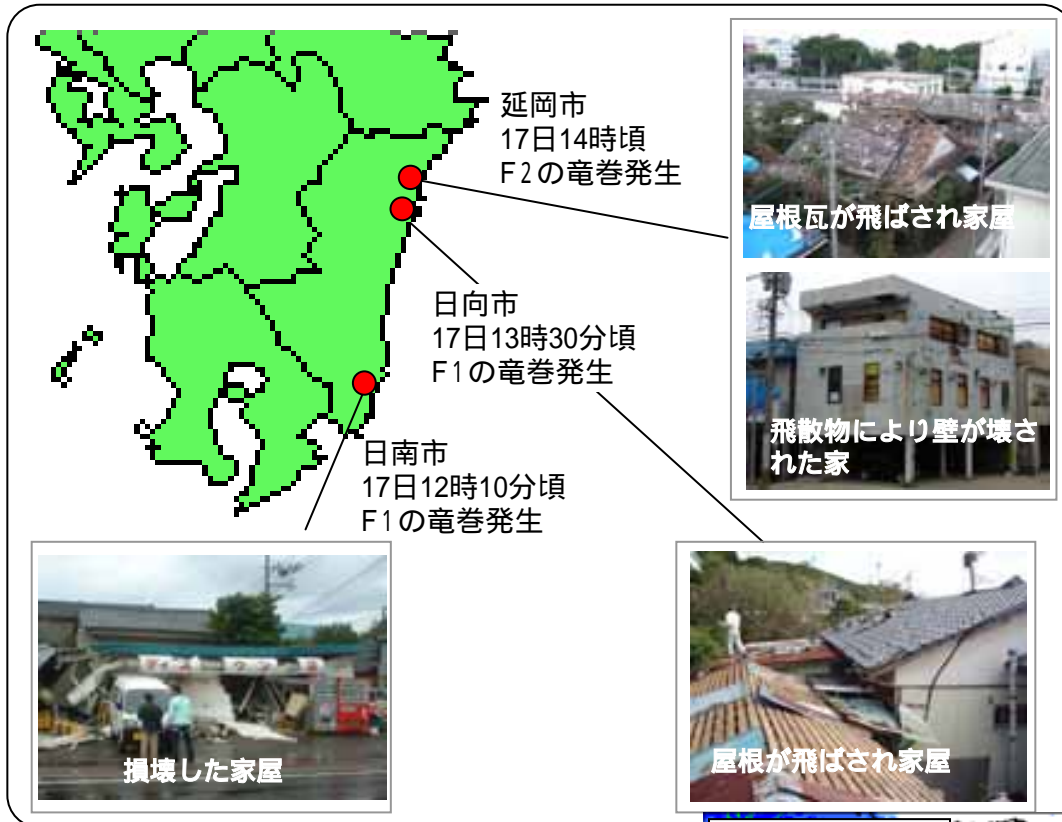 延岡市
17日14時頃
F2の竜巻発生
屋根瓦が飛ばされ家屋
飛散物により壁が壊さ
れた家
日向市
17日13時30分頃
F1の竜巻発生
日南市
17日12時10分頃
F1の竜巻発生
損壊した家屋
屋根が飛ばされ家屋